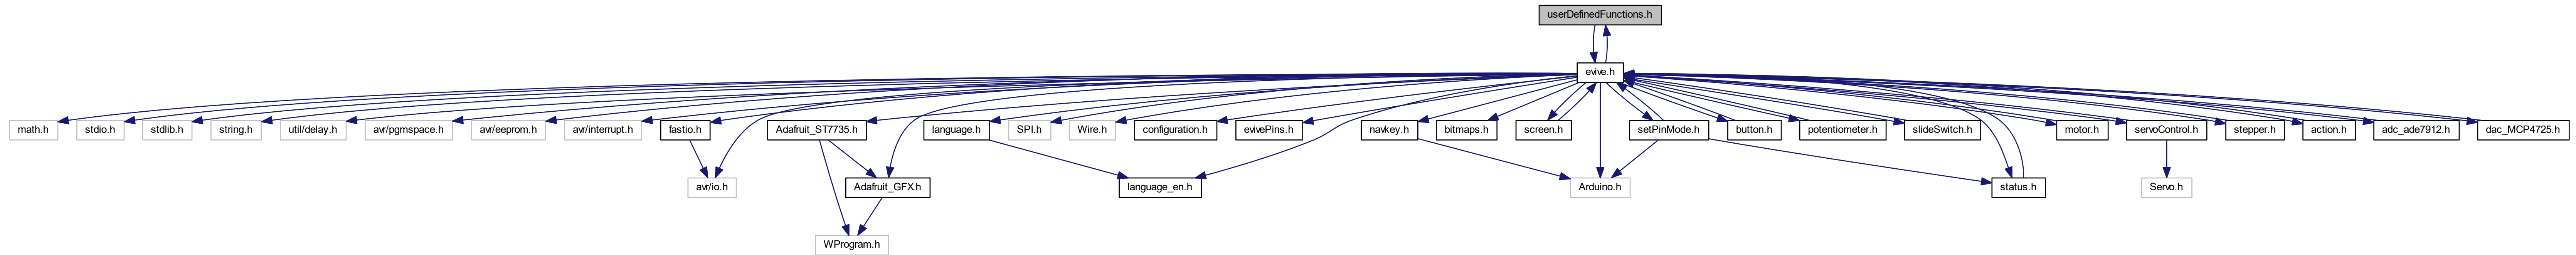 userDefinedFunctions.h
evive.h
math.h
stdio.h
stdlib.h
string.h
util/delay.h
avr/pgmspace.h
avr/eeprom.h
avr/interrupt.h
fastio.h
Adafruit_ST7735.h
language.h
SPI.h
Wire.h
configuration.h
evivePins.h
navkey.h
bitmaps.h
screen.h
setPinMode.h
button.h
potentiometer.h
slideSwitch.h
motor.h
servoControl.h
stepper.h
action.h
adc_ade7912.h
dac_MCP4725.h
avr/io.h
Adafruit_GFX.h
language_en.h
Arduino.h
status.h
Servo.h
WProgram.h